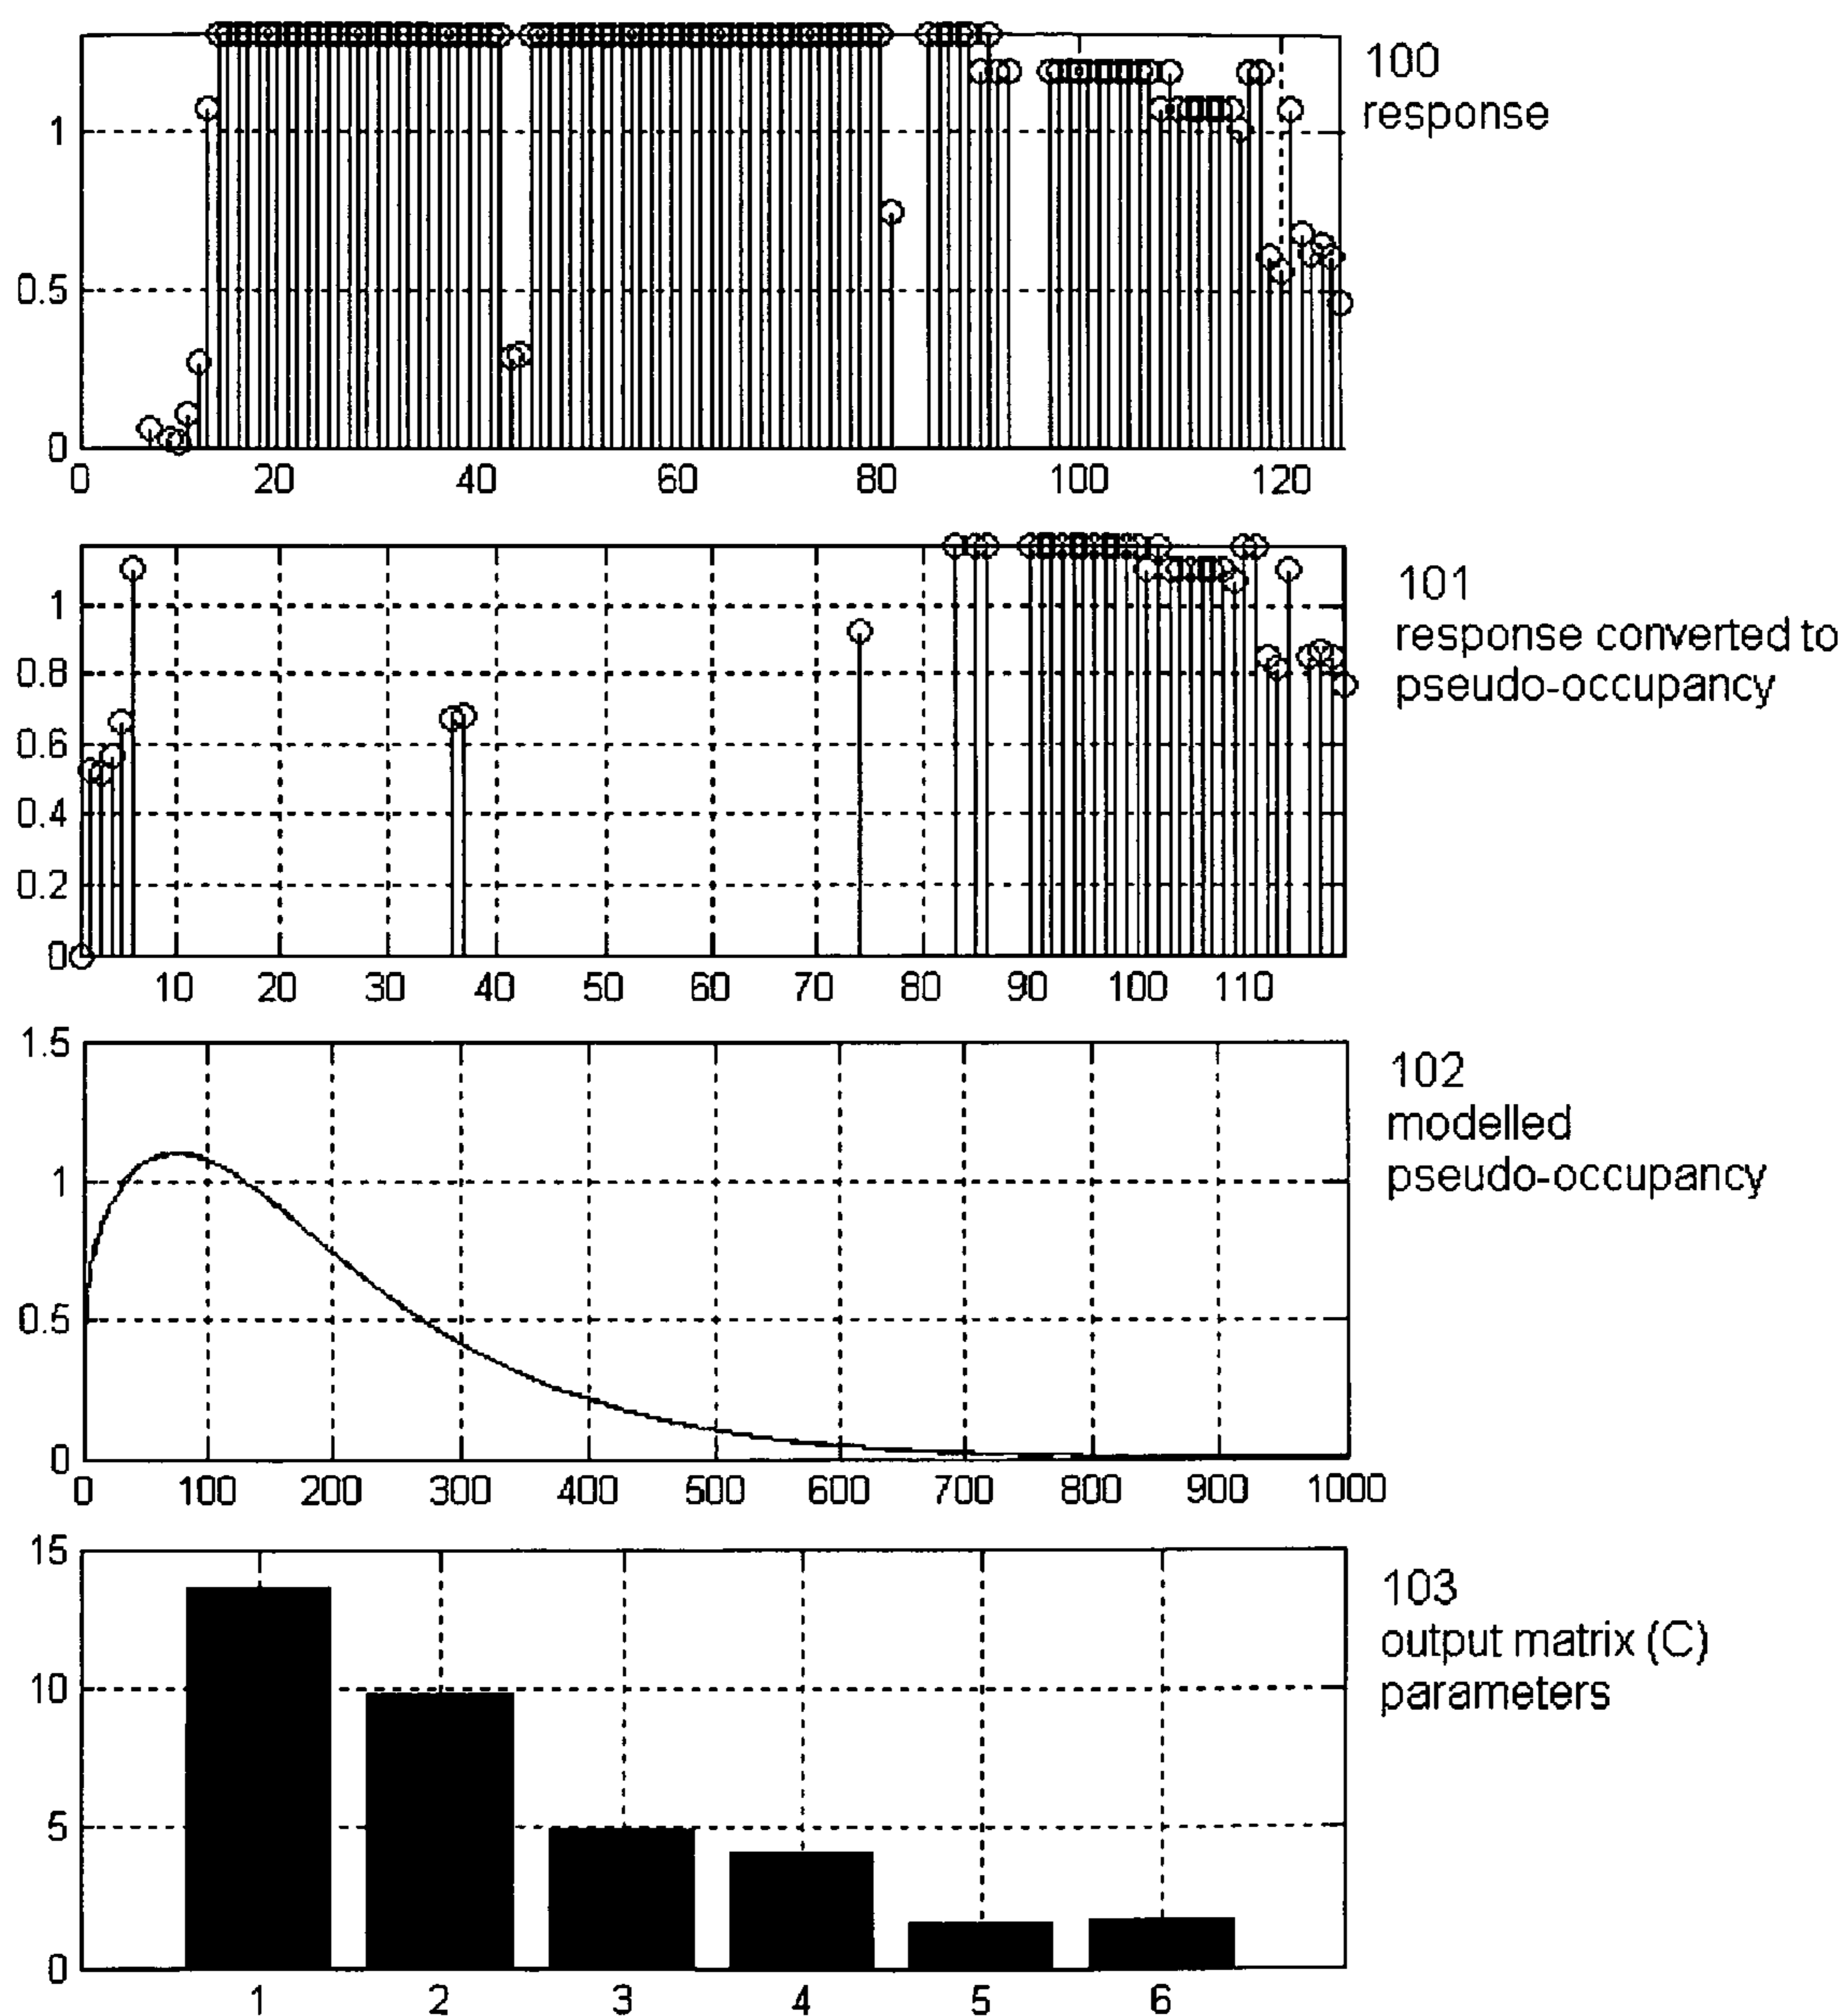 100
response
1
0.5
0
0 20 40 60 80 100 120
101
response converted to
pseudo-occupancy
1
0.8
0.6
0.4
0.2
0
10 20 30 40 50 60 70 80 90 100 110
1.5
102
modelled
pseudo-occupancy
1
0.5
0
0 100 200 300 400 500 600 700 800 900 1000
15
103
output matrix (C)
parameters
10
5
0
1 2 3 4 5 6